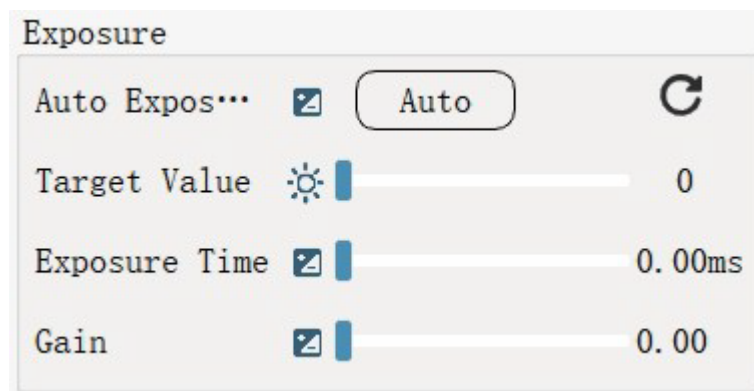 Exposure
Auto Expos… Auto
Target Value 0
Exposure Time 0.00ms
Gain 0.00